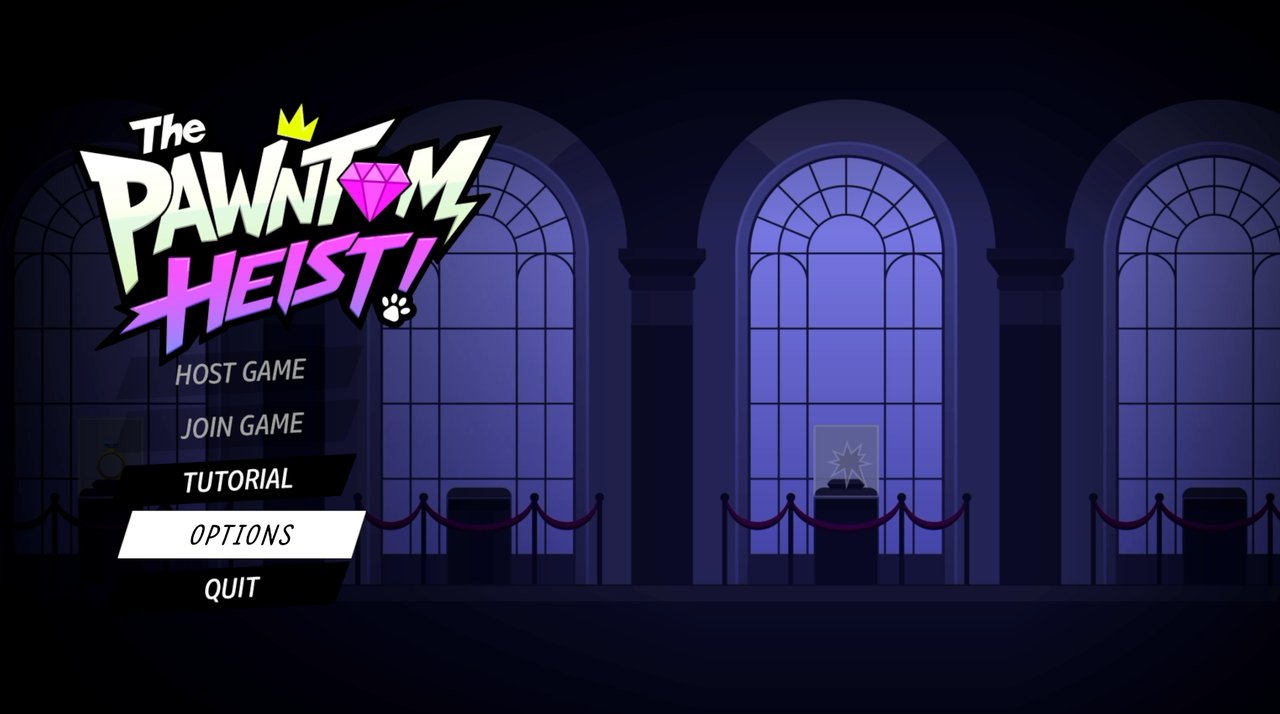 The
PAWNTOM
HEIST!
HOST GAME
JOIN GAME
TUTORIAL
OPTIONS
QUIT